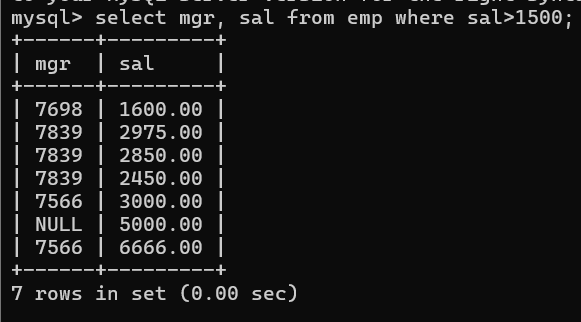 mysql> select mgr, sal from emp where sal>1500;
+------+---------+
| mgr  | sal     |
+------+---------+
| 7698 | 1600.00 |
| 7839 | 2975.00 |
| 7839 | 2850.00 |
| 7839 | 2450.00 |
| 7566 | 3000.00 |
| NULL | 5000.00 |
| 7566 | 6666.00 |
+------+---------+
7 rows in set (0.00 sec)